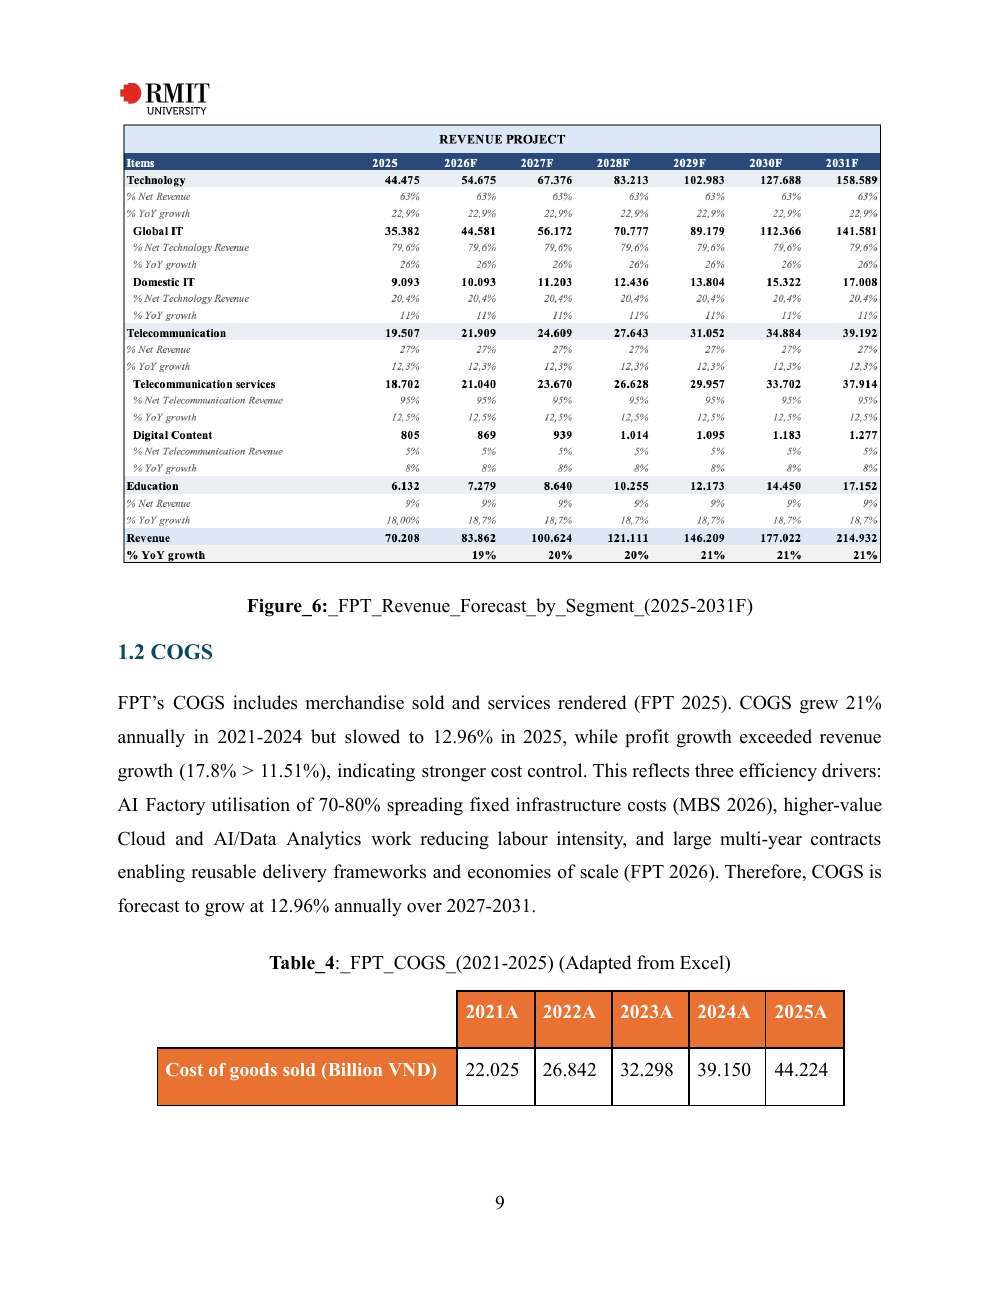 RMIT
UNIVERSITY
REVENUE PROJECT
Items 2025 2026F 2027F 2028F 2029F 2030F 2031F
Technology 44.475 54.675 67.376 83.213 102.983 127.688 158.589
% Net Revenue 63% 63% 63% 63% 63% 63% 63%
% YoY growth 22,9% 22,9% 22,9% 22,9% 22,9% 22,9% 22,9%
Global IT 35.382 44.581 56.172 70.777 89.179 112.366 141.581
% Net Technology Revenue 79,6% 79,6% 79,6% 79,6% 79,6% 79,6% 79,6%
% YoY growth 26% 26% 26% 26% 26% 26% 26%
Domestic IT 9.093 10.093 11.203 12.436 13.804 15.322 17.008
% Net Technology Revenue 20,4% 20,4% 20,4% 20,4% 20,4% 20,4% 20,4%
% YoY growth 11% 11% 11% 11% 11% 11% 11%
Telecommunication 19.507 21.909 24.609 27.643 31.052 34.884 39.192
% Net Revenue 27% 27% 27% 27% 27% 27% 27%
% YoY growth 12,3% 12,3% 12,3% 12,3% 12,3% 12,3% 12,3%
Telecommunication services 18.702 21.040 23.670 26.628 29.957 33.702 37.914
% Net Telecommunication Revenue 95% 95% 95% 95% 95% 95% 95%
% YoY growth 12,5% 12,5% 12,5% 12,5% 12,5% 12,5% 12,5%
Digital Content 805 869 939 1.014 1.095 1.183 1.277
% Net Telecommunication Revenue 5% 5% 5% 5% 5% 5% 5%
% YoY growth 8% 8% 8% 8% 8% 8% 8%
Education 6.132 7.279 8.640 10.255 12.173 14.450 17.152
% Net Revenue 9% 9% 9% 9% 9% 9% 9%
% YoY growth 18,00% 18,7% 18,7% 18,7% 18,7% 18,7% 18,7%
Revenue 70.208 83.862 100.624 121.111 146.209 177.022 214.932
% YoY growth 19% 20% 20% 21% 21% 21%
Figure_6:_FPT_Revenue_Forecast_by_Segment_(2025-2031F)
1.2 COGS
FPT’s COGS includes merchandise sold and services rendered (FPT 2025). COGS grew 21%
annually in 2021-2024 but slowed to 12.96% in 2025, while profit growth exceeded revenue
growth (17.8% > 11.51%), indicating stronger cost control. This reflects three efficiency drivers:
AI Factory utilisation of 70-80% spreading fixed infrastructure costs (MBS 2026), higher-value
Cloud and AI/Data Analytics work reducing labour intensity, and large multi-year contracts
enabling reusable delivery frameworks and economies of scale (FPT 2026). Therefore, COGS is
forecast to grow at 12.96% annually over 2027-2031.
Table_4:_FPT_COGS_(2021-2025) (Adapted from Excel)
2021A 2022A 2023A 2024A 2025A
Cost of goods sold (Billion VND) 22.025 26.842 32.298 39.150 44.224
9